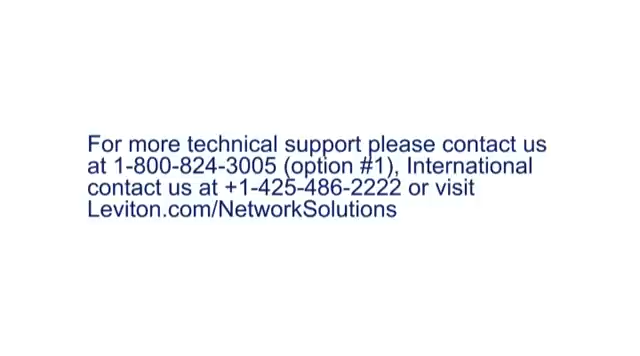 For more technical support please contact us
at 1-800-824-3005 (option #1), International
contact us at +1-425-486-2222 or visit
Leviton.com/NetworkSolutions